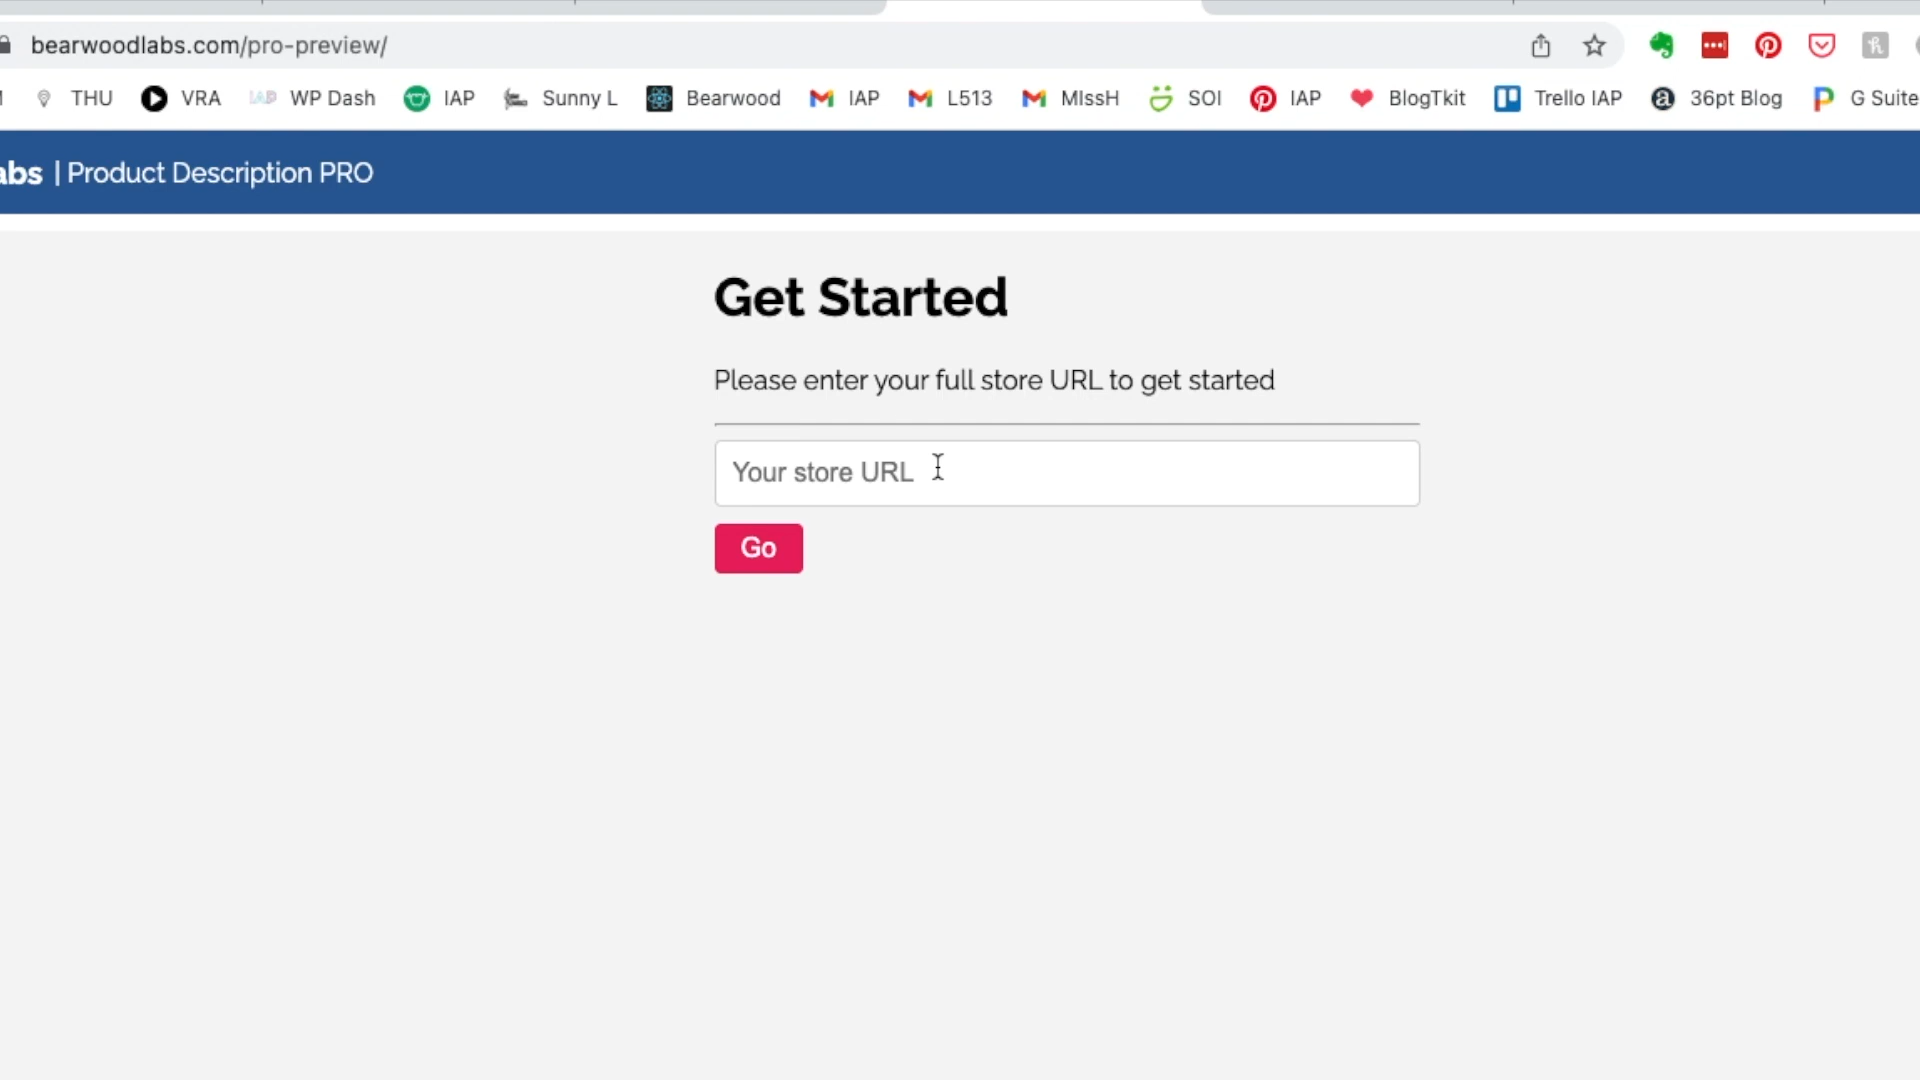 bearwoodlabs.com/pro-preview/
THU VRA WP Dash IAP Sunny L Bearwood IAP L513 MIssH SOI IAP BlogTkit Trello IAP 36pt Blog G Suite
abs | Product Description PRO
Get Started
Please enter your full store URL to get started
Your store URL
Go